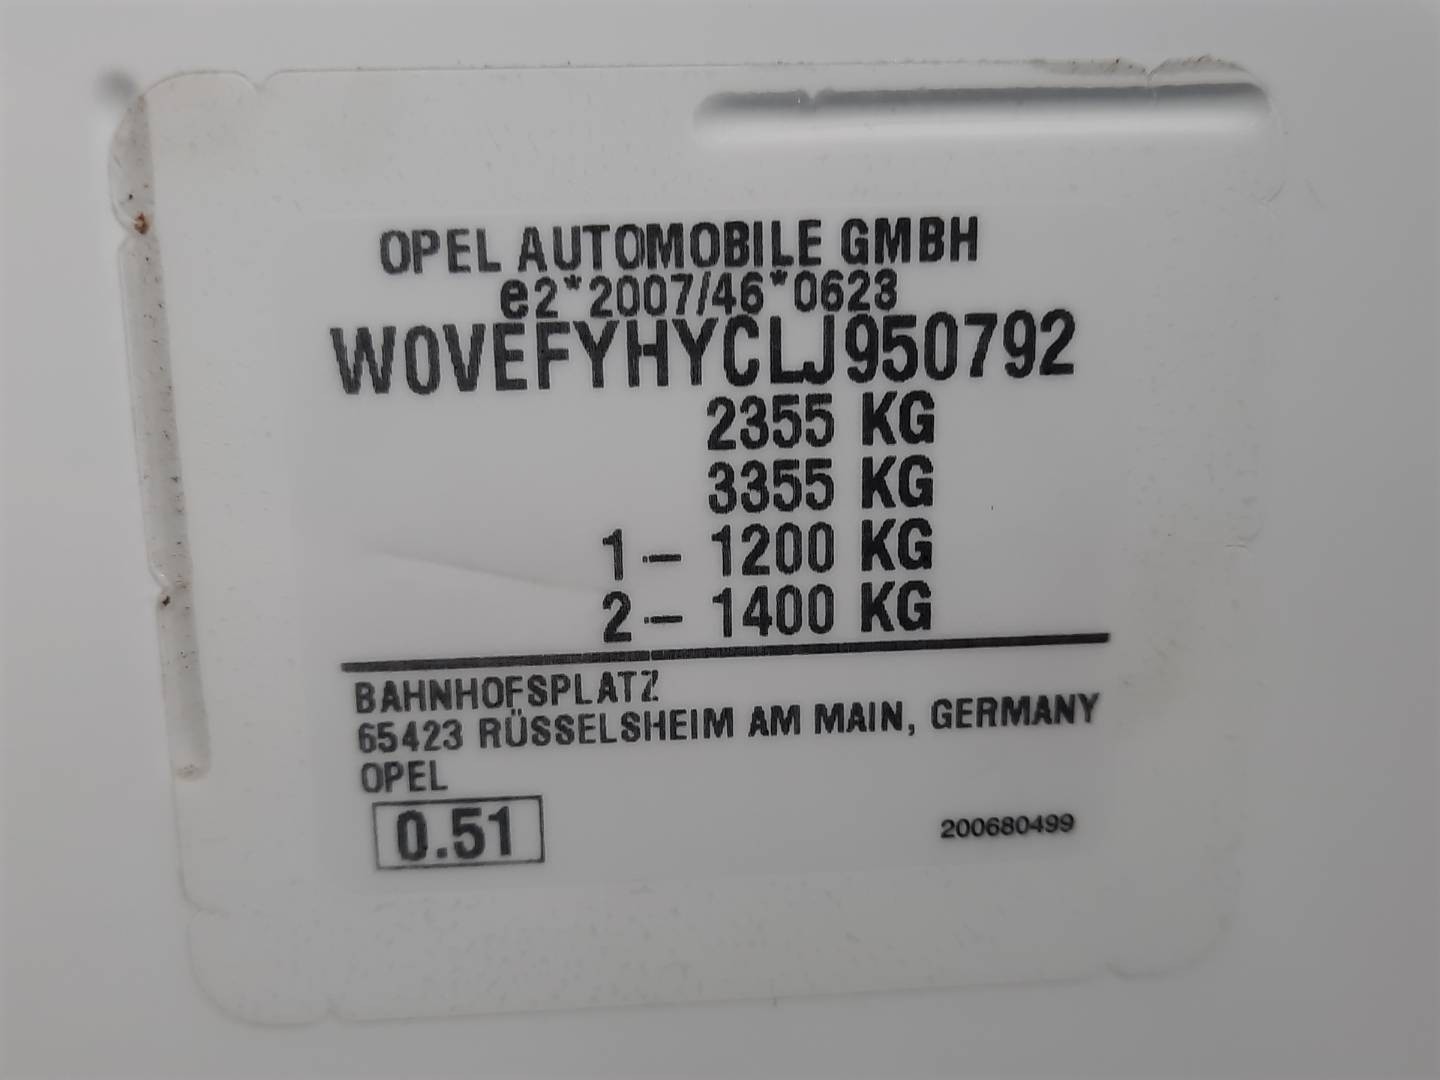 OPEL AUTOMOBILE GMBH
e2*2007/46*0623
W0VEFYHYCLJ950792
2355 KG
3355 KG
1 - 1200 KG
2 - 1400 KG
BAHNHOFSPLATZ
65423 RÜSSELSHEIM AM MAIN, GERMANY
OPEL
0.51
200680499